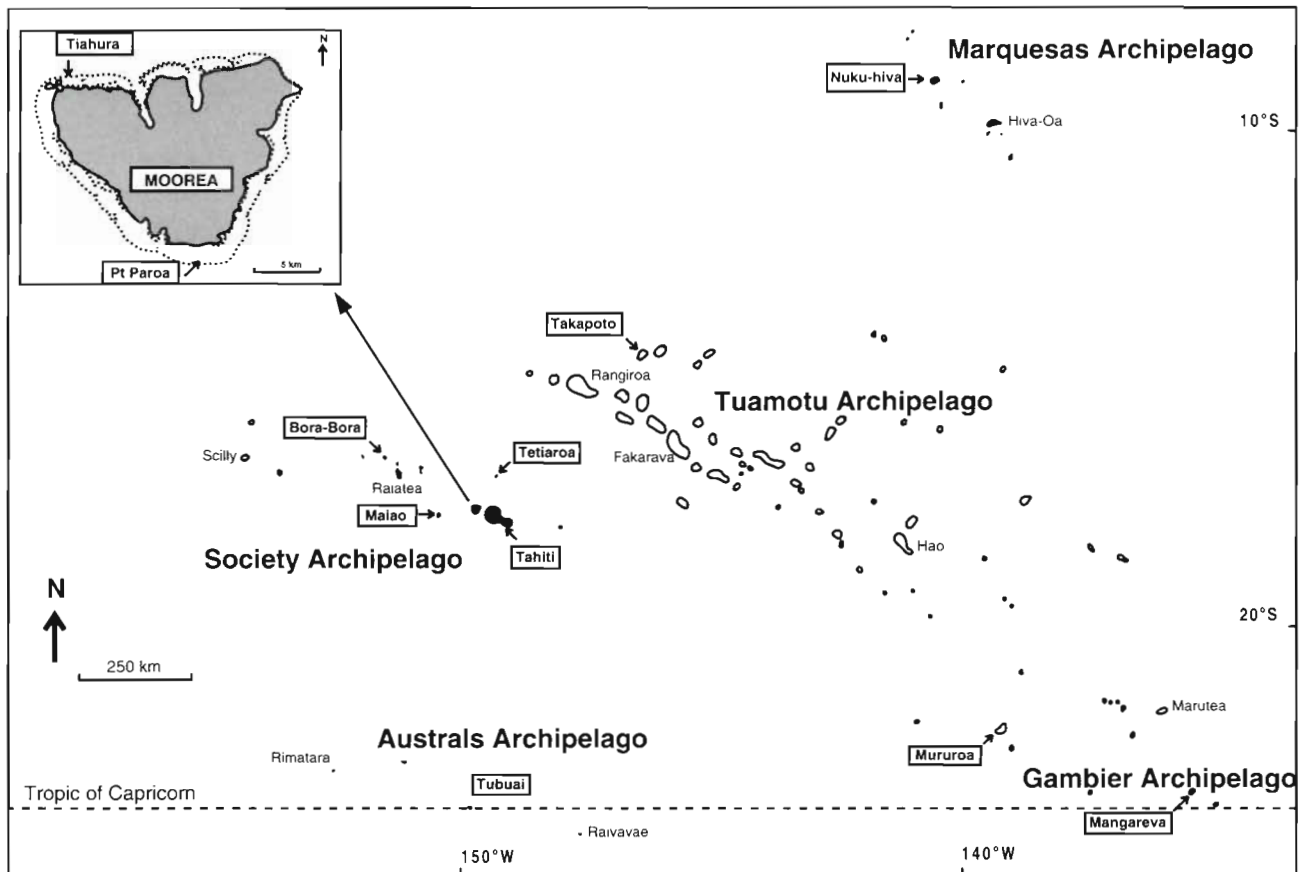 Tiahura
N
MOOREA
Pt Paroa
5 km
Marquesas Archipelago
Nuku-hiva
Hiva-Oa
10°S
Takapoto
Rangiroa
Tuamotu Archipelago
Bora-Bora
Scilly
Raiatea
Tetiaroa
Fakarava
Maiao
Tahiti
Society Archipelago
Hao
N
20°S
250 km
Marutea
Australs Archipelago
Mururoa
Rimatara
Gambier Archipelago
Tubuai
Tropic of Capricorn
Mangareva
Raivavae
150°W
140°W